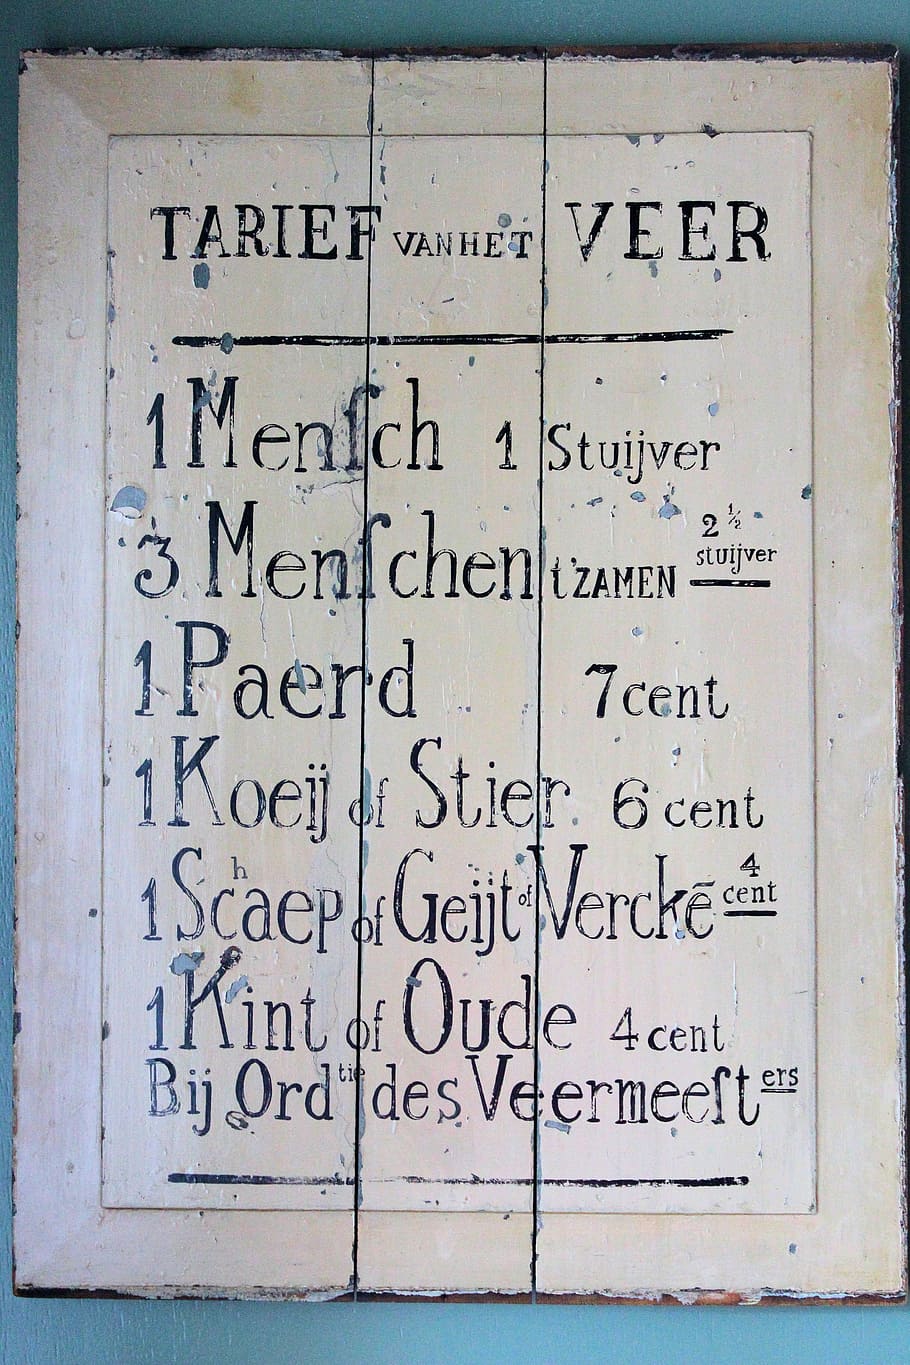 TARIEF VAN HET VEER
1 Menſch 1 Stuijver
3 Menſchen t'ZAMEN 2 ½ stuijver
1 Paerd 7 cent
1 Koeij of Stier 6 cent
1 Schaep of Geijt of Verckē 4 cent
1 Kint of Oude 4 cent
Bij Ordtie des Veermeeſters